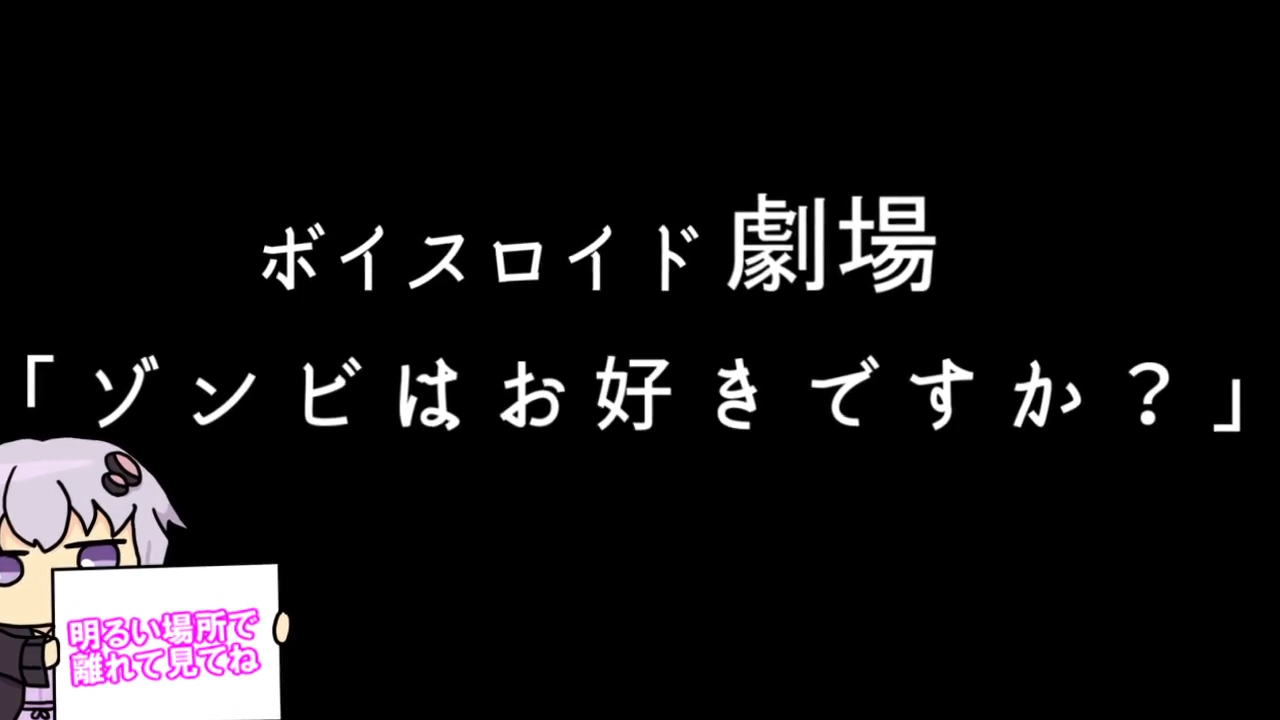 ボイスロイド劇場
「ゾンビはお好きですか？」
明るい場所で
離れて見てね